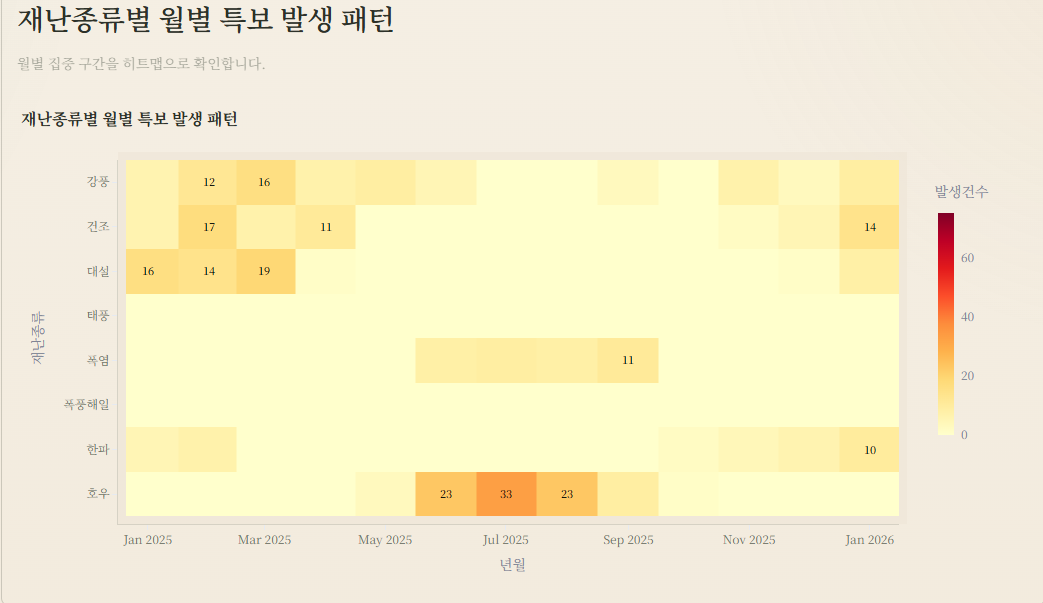 재난종류별 월별 특보 발생 패턴
월별 집중 구간을 히트맵으로 확인합니다.
재난종류별 월별 특보 발생 패턴
발생건수
강풍 12 16
건조 17 11 14
대설 16 14 19
태풍
폭염 11
폭풍해일
한파 10
호우 23 33 23
재난종류
60
40
20
0
Jan 2025 Mar 2025 May 2025 Jul 2025 Sep 2025 Nov 2025 Jan 2026
년월